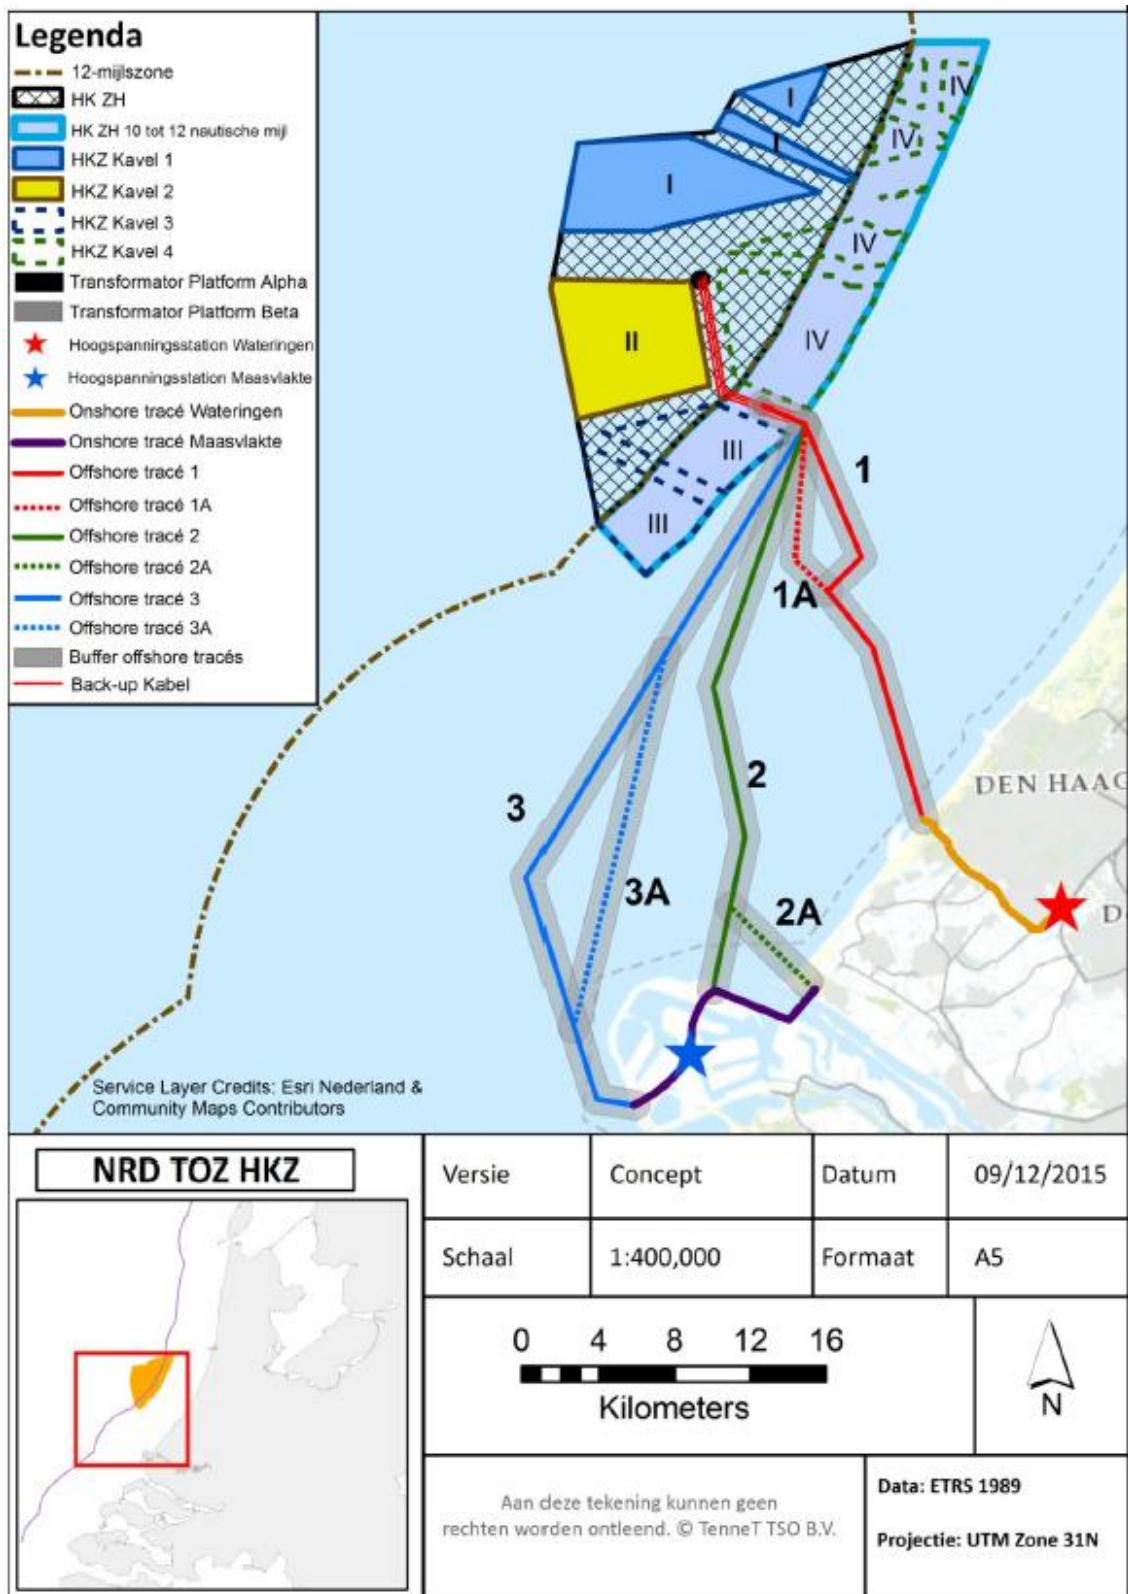 Legenda
12-mijlszone
HK ZH
HK ZH 10 tot 12 nautische mijl
HKZ Kavel 1
HKZ Kavel 2
HKZ Kavel 3
HKZ Kavel 4
Transformator Platform Alpha
Transformator Platform Beta
Hoogspanningsstation Wateringen
Hoogspanningsstation Maasvlakte
Onshore tracé Wateringen
Onshore tracé Maasvlakte
Offshore tracé 1
Offshore tracé 1A
Offshore tracé 2
Offshore tracé 2A
Offshore tracé 3
Offshore tracé 3A
Buffer offshore tracés
Back-up Kabel
I
IV
I
IV
I
IV
II
IV
III
1
III
1A
DEN HAAG
2
3
3A
2A
D
Service Layer Credits: Esri Nederland &
Community Maps Contributors
NRD TOZ HKZ
Versie Concept Datum 09/12/2015
Schaal 1:400,000 Formaat A5
0 4 8 12 16
Kilometers
N
Aan deze tekening kunnen geen
rechten worden ontleend. © TenneT TSO B.V.
Data: ETRS 1989
Projectie: UTM Zone 31N